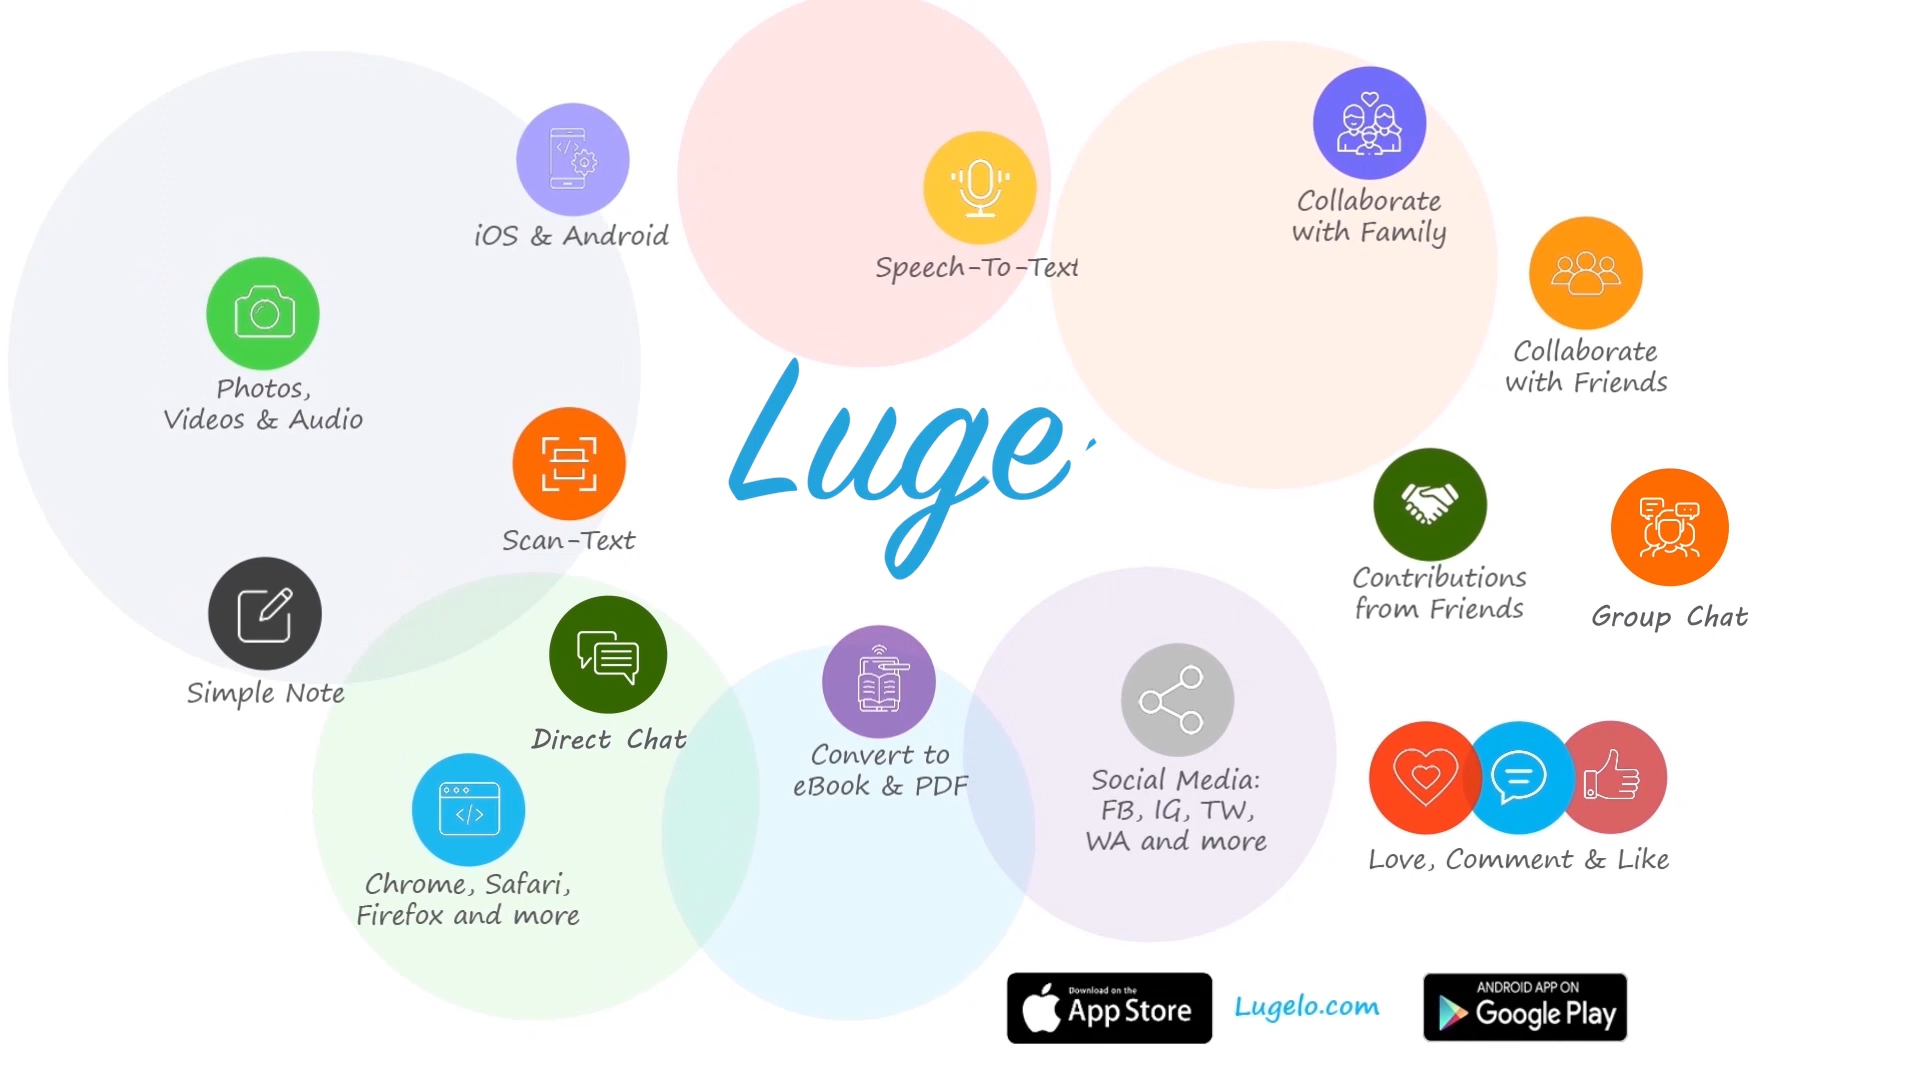 iOS & Android
Speech-To-Text
Collaborate
with Family
Collaborate
with Friends
Photos,
Videos & Audio
Luge
Scan-Text
Contributions
from Friends
Group Chat
Simple Note
Direct Chat
Convert to
eBook & PDF
Social Media:
FB, IG, TW,
WA and more
Love, Comment & Like
Chrome, Safari,
Firefox and more
Download on the
App Store
Lugelo.com
ANDROID APP ON
Google Play